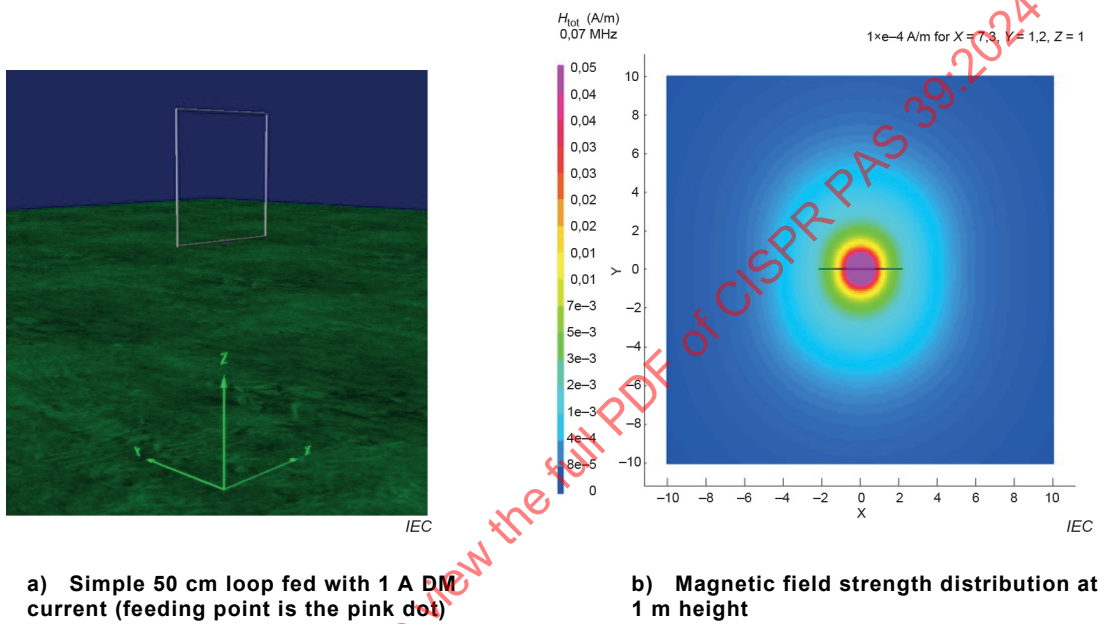 Z
Y
X
IEC
a) Simple 50 cm loop fed with 1 A DM
current (feeding point is the pink dot)
H_tot (A/m)
0,07 MHz
1×e–4 A/m for X = 7,3, Y = 1,2, Z = 1
0,05
0,04
0,04
0,03
0,03
0,02
0,02
0,01
0,01
7e–3
5e–3
3e–3
2e–3
1e–3
4e–4
8e–5
0
10
8
6
4
2
0
–2
–4
–6
–8
–10
Y
–10 –8 –6 –4 –2 0 2 4 6 8 10
X
IEC
b) Magnetic field strength distribution at
1 m height
view the full PDF of CISPR PAS 39:2024